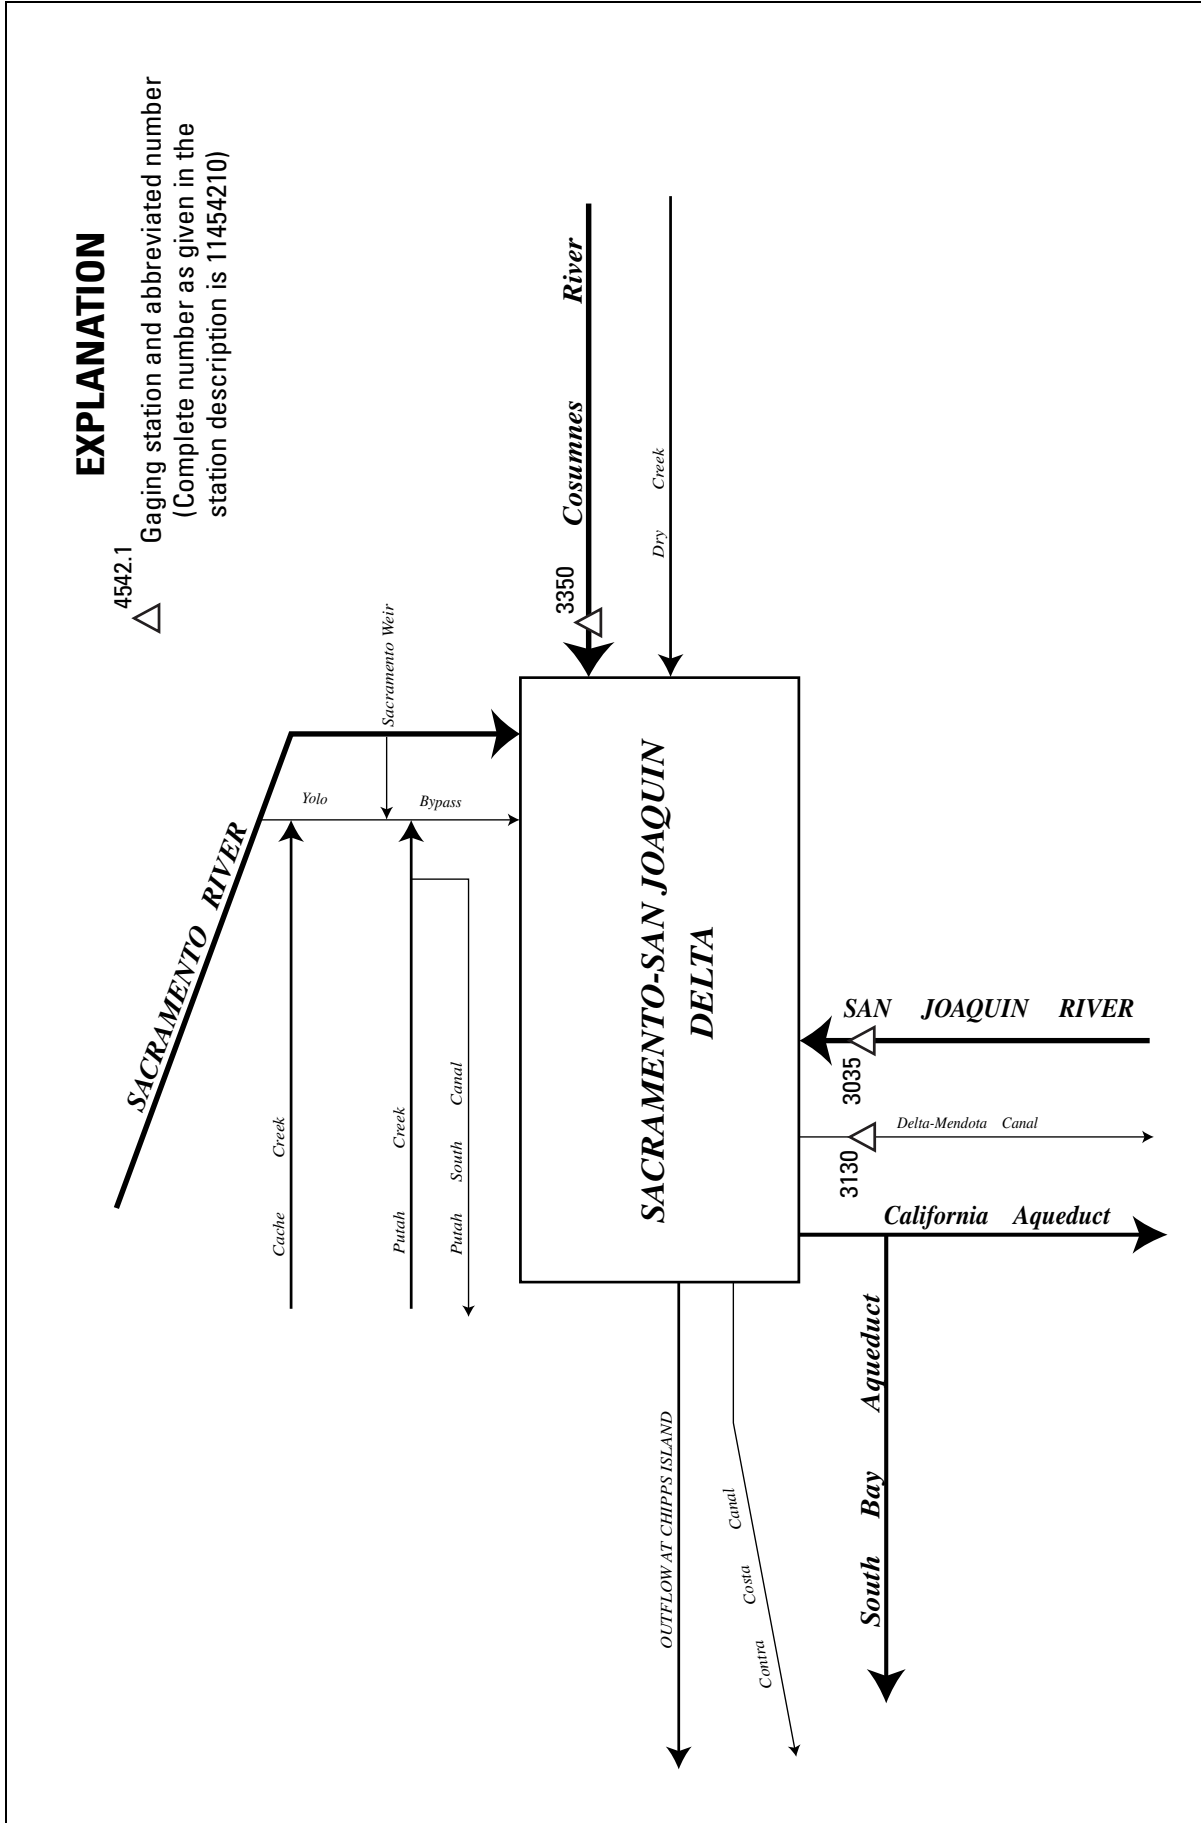 EXPLANATION
4542.1
Gaging station and abbreviated number
(Complete number as given in the
station description is 11454210)
SACRAMENTO RIVER
Yolo Bypass
Sacramento Weir
Cache Creek
Putah Creek
Putah South Canal
3350
Cosumnes River
Dry Creek
SACRAMENTO-SAN JOAQUIN
DELTA
SAN JOAQUIN RIVER
3035
Delta-Mendota Canal
3130
California Aqueduct
South Bay Aqueduct
OUTFLOW AT CHIPPS ISLAND
Contra Costa Canal